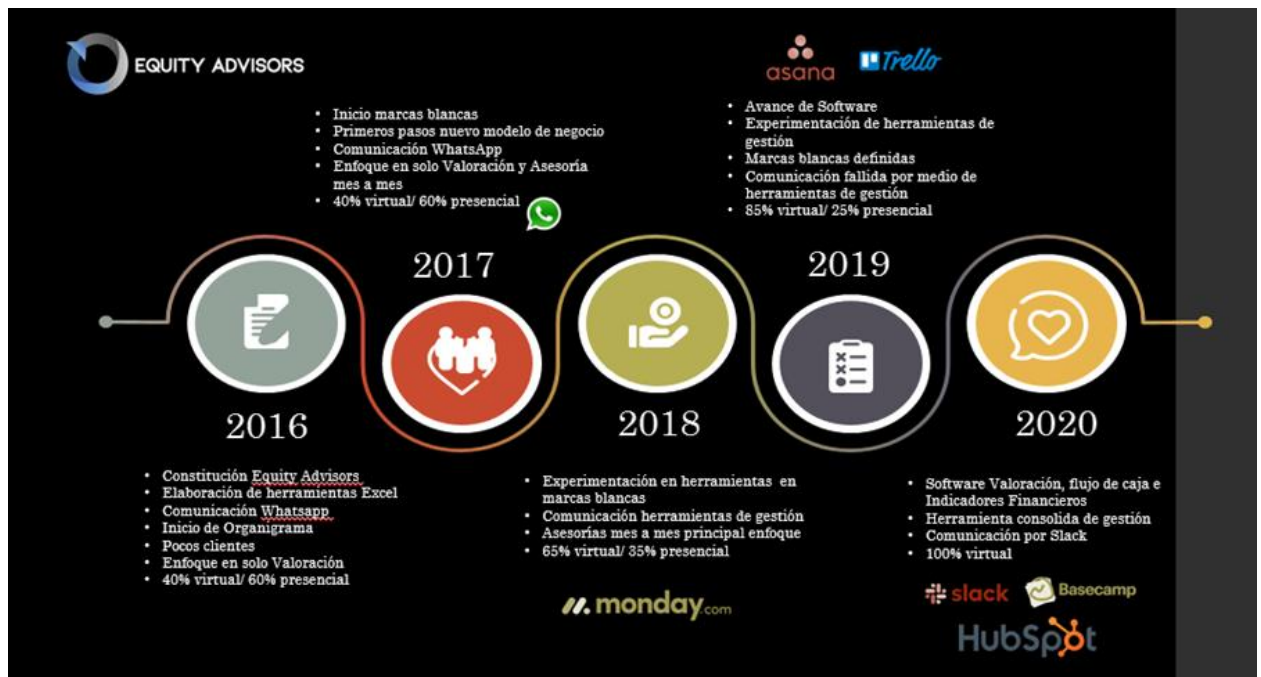 EQUITY ADVISORS
asana
Trello
• Inicio marcas blancas
• Primeros pasos nuevo modelo de negocio
• Comunicación WhatsApp
• Enfoque en solo Valoración y Asesoría
mes a mes
• 40% virtual/ 60% presencial
• Avance de Software
• Experimentación de herramientas de
gestión
• Marcas blancas definidas
• Comunicación fallida por medio de
herramientas de gestión
• 85% virtual/ 25% presencial
2017
2019
2016
2018
2020
• Constitución Equity Advisors
• Elaboración de herramientas Excel
• Comunicación Whatsapp
• Inicio de Organigrama
• Pocos clientes
• Enfoque en solo Valoración
• 40% virtual/ 60% presencial
• Experimentación en herramientas en
marcas blancas
• Comunicación herramientas de gestión
• Asesorías mes a mes principal enfoque
• 65% virtual/ 35% presencial
monday.com
• Software Valoración, flujo de caja e
Indicadores Financieros
• Herramienta consolida de gestión
• Comunicación por Slack
• 100% virtual
slack
Basecamp
HubSpot